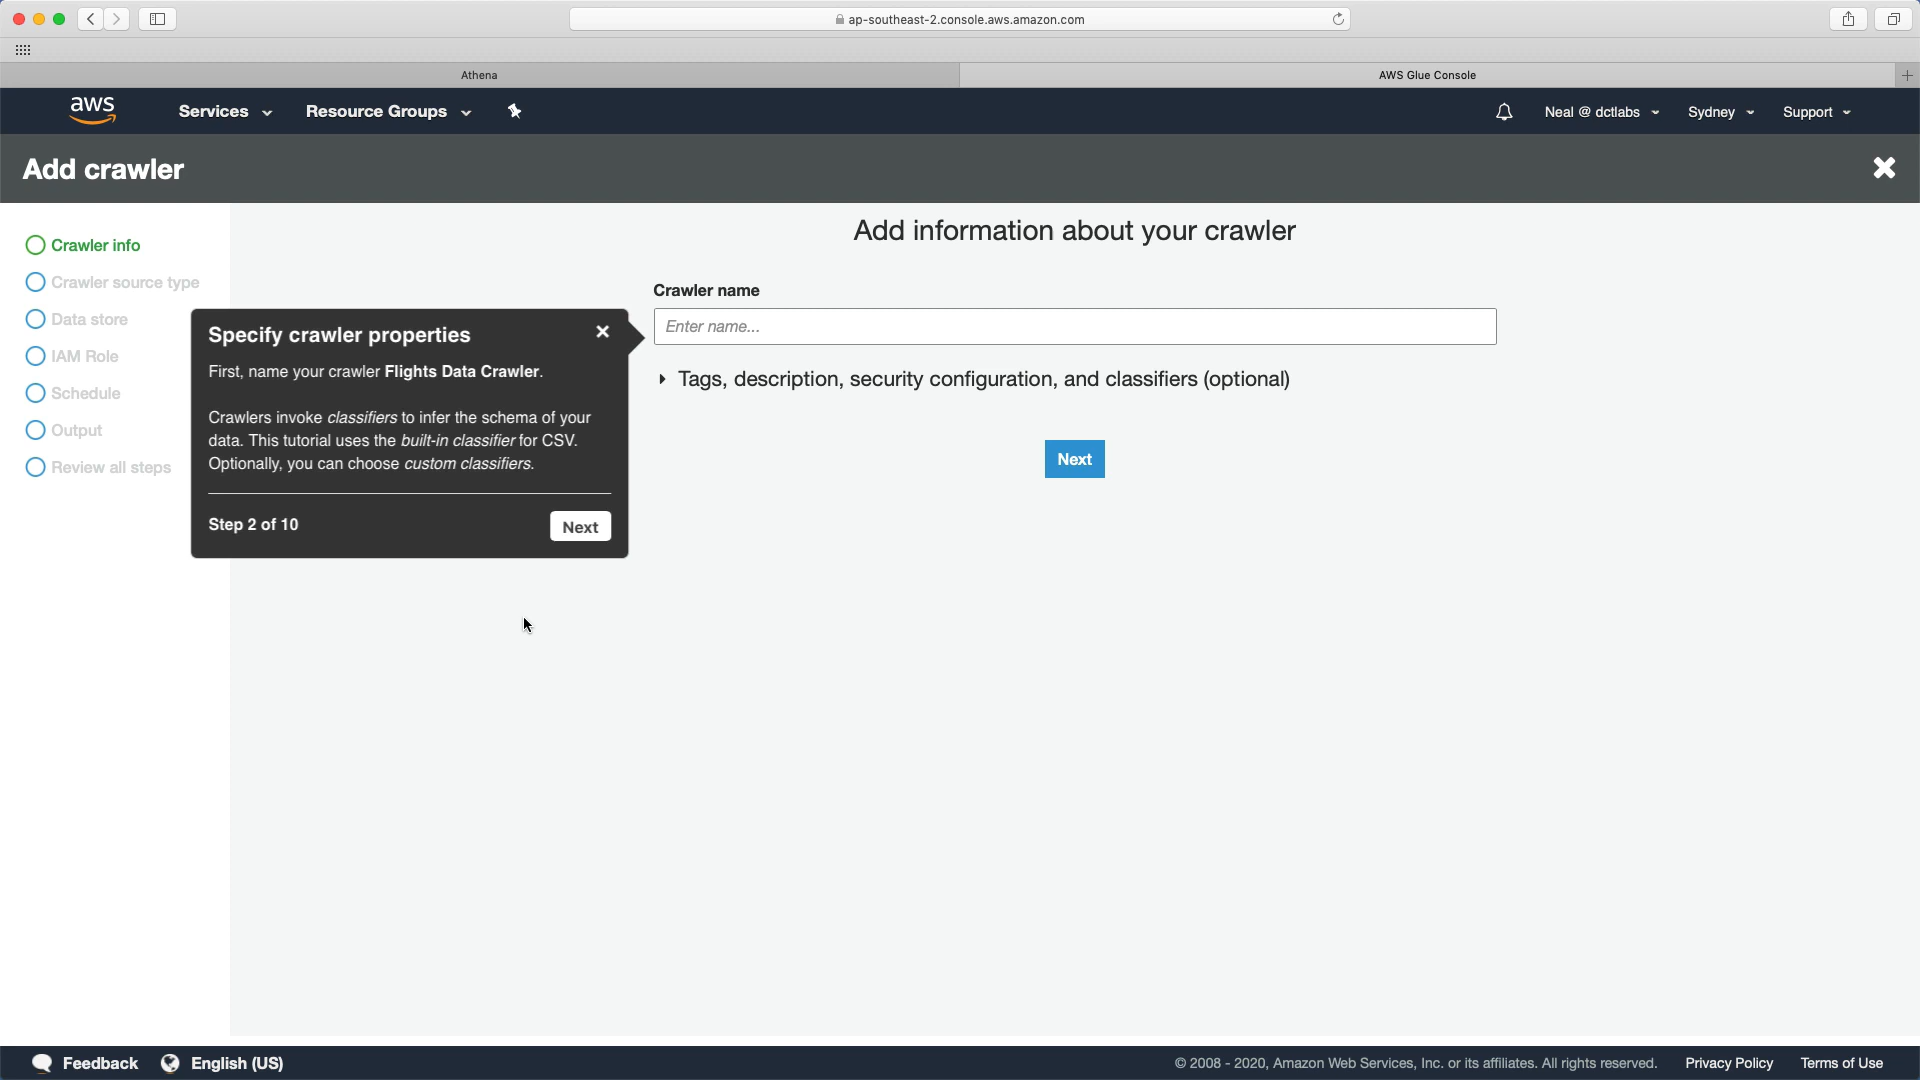 ap-southeast-2.console.aws.amazon.com
Athena
AWS Glue Console
aws
Services
Resource Groups
Neal @ dctlabs
Sydney
Support
Add crawler
Crawler info
Crawler source type
Data store
IAM Role
Schedule
Output
Review all steps
Specify crawler properties
First, name your crawler Flights Data Crawler.
Crawlers invoke classifiers to infer the schema of your
data. This tutorial uses the built-in classifier for CSV.
Optionally, you can choose custom classifiers.
Step 2 of 10
Next
Add information about your crawler
Crawler name
Enter name...
Tags, description, security configuration, and classifiers (optional)
Next
Feedback
English (US)
© 2008 - 2020, Amazon Web Services, Inc. or its affiliates. All rights reserved.
Privacy Policy
Terms of Use